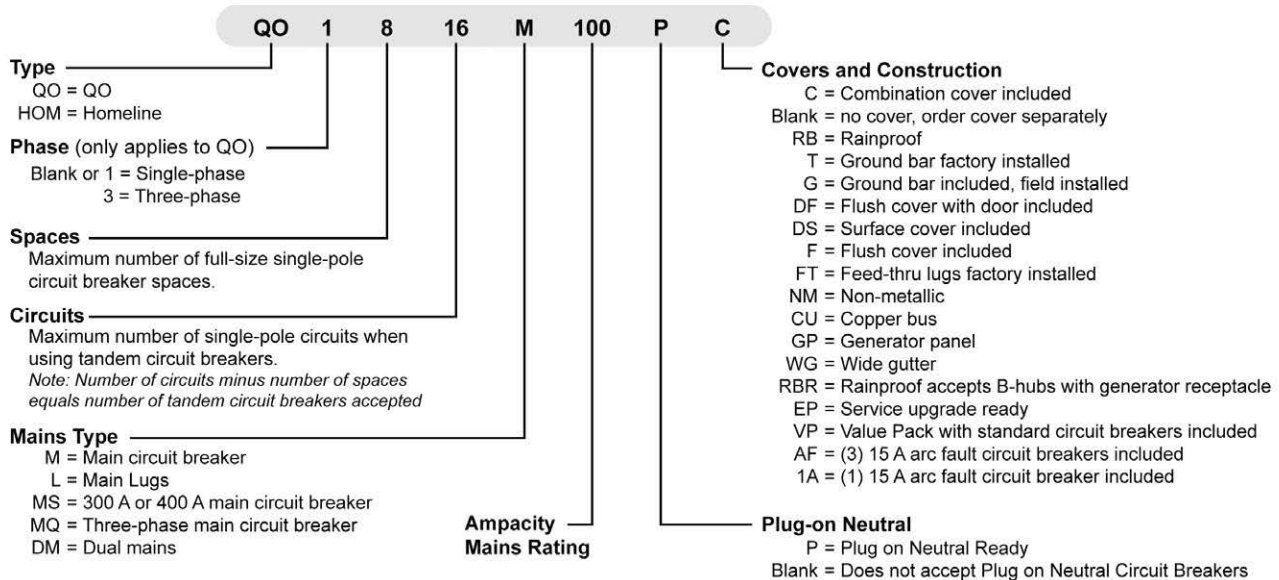 QO 1 8 16 M 100 P C
Type
QO = QO
HOM = Homeline
Phase (only applies to QO)
Blank or 1 = Single-phase
3 = Three-phase
Spaces
Maximum number of full-size single-pole
circuit breaker spaces.
Circuits
Maximum number of single-pole circuits when
using tandem circuit breakers.
Note: Number of circuits minus number of spaces
equals number of tandem circuit breakers accepted
Mains Type
M = Main circuit breaker
L = Main Lugs
MS = 300 A or 400 A main circuit breaker
MQ = Three-phase main circuit breaker
DM = Dual mains
Ampacity
Mains Rating
Covers and Construction
C = Combination cover included
Blank = no cover, order cover separately
RB = Rainproof
T = Ground bar factory installed
G = Ground bar included, field installed
DF = Flush cover with door included
DS = Surface cover included
F = Flush cover included
FT = Feed-thru lugs factory installed
NM = Non-metallic
CU = Copper bus
GP = Generator panel
WG = Wide gutter
RBR = Rainproof accepts B-hubs with generator receptacle
EP = Service upgrade ready
VP = Value Pack with standard circuit breakers included
AF = (3) 15 A arc fault circuit breakers included
1A = (1) 15 A arc fault circuit breaker included
Plug-on Neutral
P = Plug on Neutral Ready
Blank = Does not accept Plug on Neutral Circuit Breakers